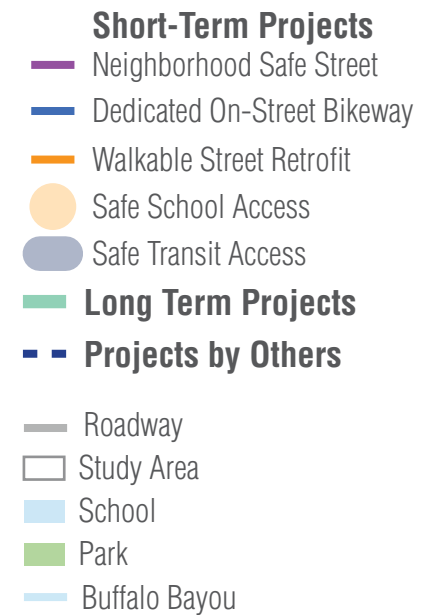 Short-Term Projects
Neighborhood Safe Street
Dedicated On-Street Bikeway
Walkable Street Retrofit
Safe School Access
Safe Transit Access
Long Term Projects
Projects by Others
Roadway
Study Area
School
Park
Buffalo Bayou